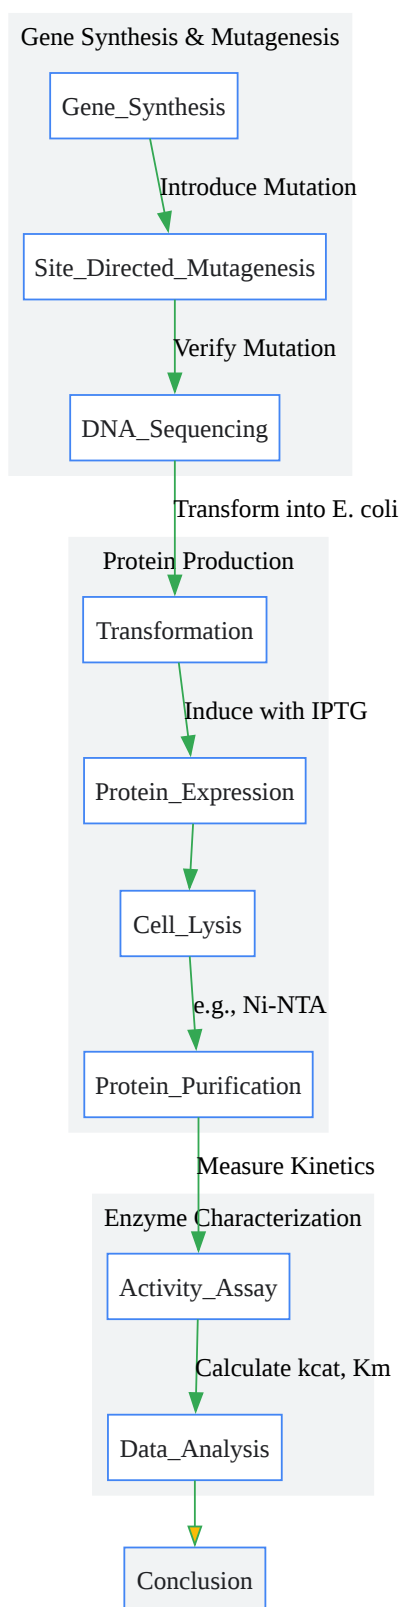 Gene Synthesis & Mutagenesis
Gene_Synthesis
Introduce Mutation
Site_Directed_Mutagenesis
Verify Mutation
DNA_Sequencing
Transform into E. coli
Protein Production
Transformation
Induce with IPTG
Protein_Expression
Cell_Lysis
e.g., Ni-NTA
Protein_Purification
Measure Kinetics
Enzyme Characterization
Activity_Assay
Calculate kcat, Km
Data_Analysis
Conclusion